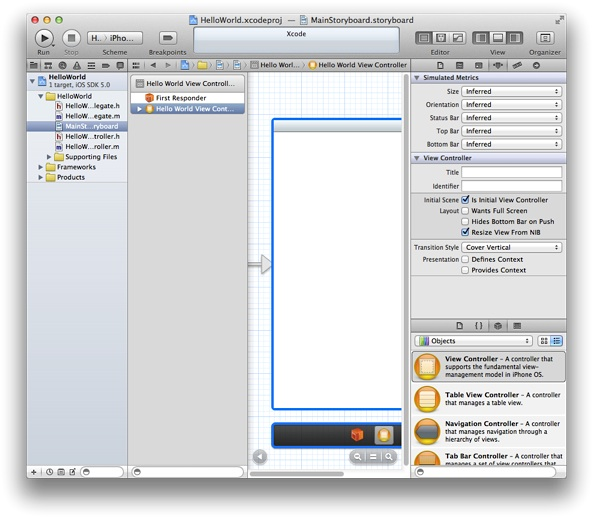 HelloWorld.xcodeproj — MainStoryboard.storyboard
Run
Stop
H... iPho...
Scheme
Breakpoints
Xcode
Editor
View
Organizer
HelloWorld
1 target, iOS SDK 5.0
HelloWorld
HelloW...legate.h
HelloW...egate.m
MainSt...ryboard
HelloW...troller.h
HelloW...roller.m
Supporting Files
Frameworks
Products
Hello Worl...
Hello World View Controller
Hello World View Controll...
First Responder
Hello World View Cont...
Simulated Metrics
Size Inferred
Orientation Inferred
Status Bar Inferred
Top Bar Inferred
Bottom Bar Inferred
View Controller
Title
Identifier
Initial Scene Is Initial View Controller
Layout Wants Full Screen
Hides Bottom Bar on Push
Resize View From NIB
Transition Style Cover Vertical
Presentation Defines Context
Provides Context
Objects
View Controller – A controller that
supports the fundamental view-
management model in iPhone OS.
Table View Controller – A controller
that manages a table view.
Navigation Controller – A controller
that manages navigation through a
hierarchy of views.
Tab Bar Controller – A controller that
manages a set of view controllers that